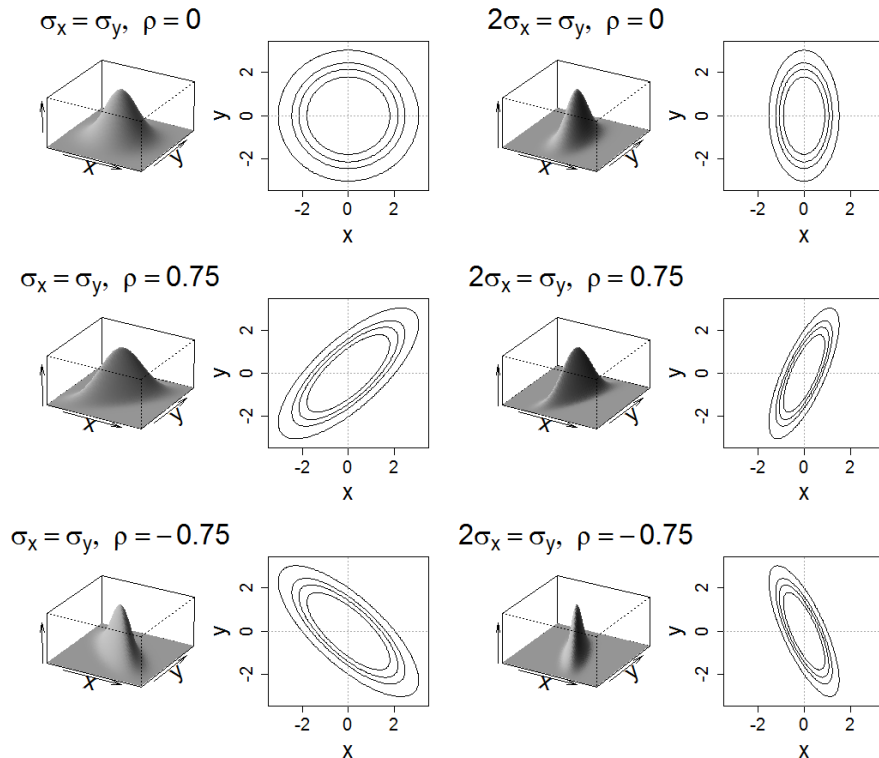 σx = σy, ρ = 0
x
y
y
2
0
−2
−2 0 2
x
2σx = σy, ρ = 0
x
y
y
2
0
−2
−2 0 2
x
σx = σy, ρ = 0.75
x
y
y
2
0
−2
−2 0 2
x
2σx = σy, ρ = 0.75
x
y
y
2
0
−2
−2 0 2
x
σx = σy, ρ = −0.75
x
y
y
2
0
−2
−2 0 2
x
2σx = σy, ρ = −0.75
x
y
y
2
0
−2
−2 0 2
x